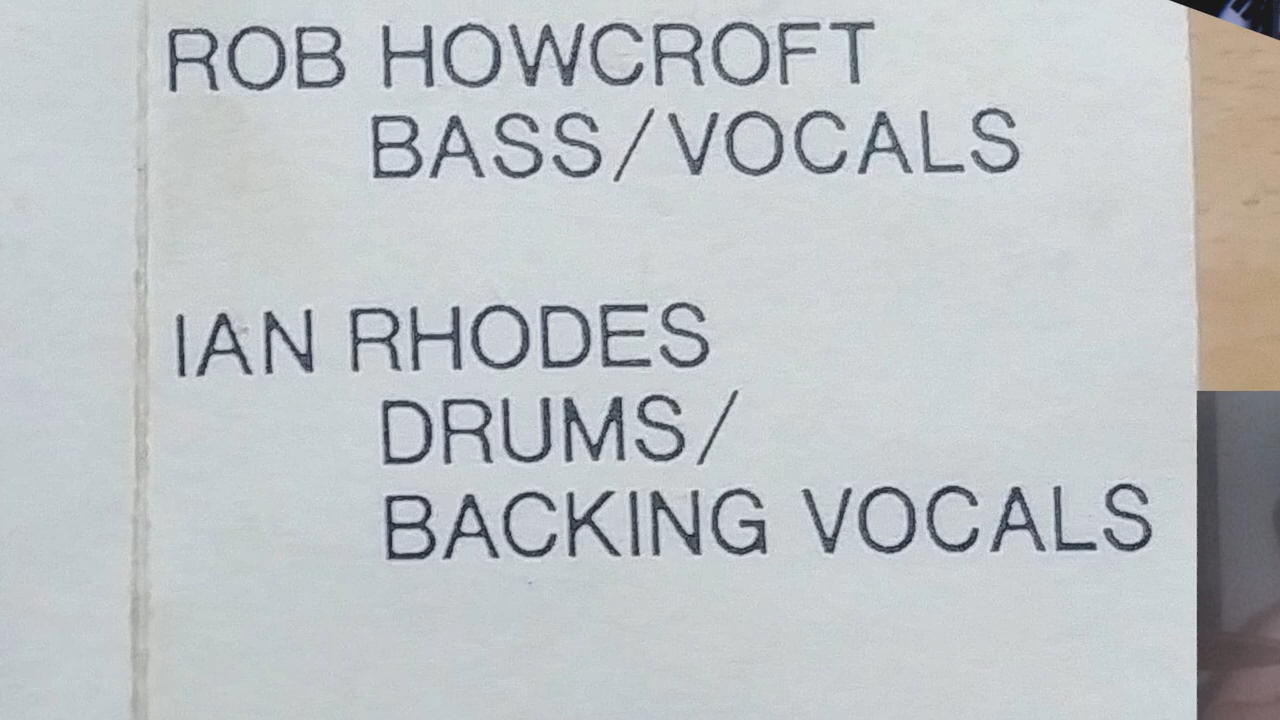 ROB HOWCROFT
BASS/VOCALS
IAN RHODES
DRUMS/
BACKING VOCALS